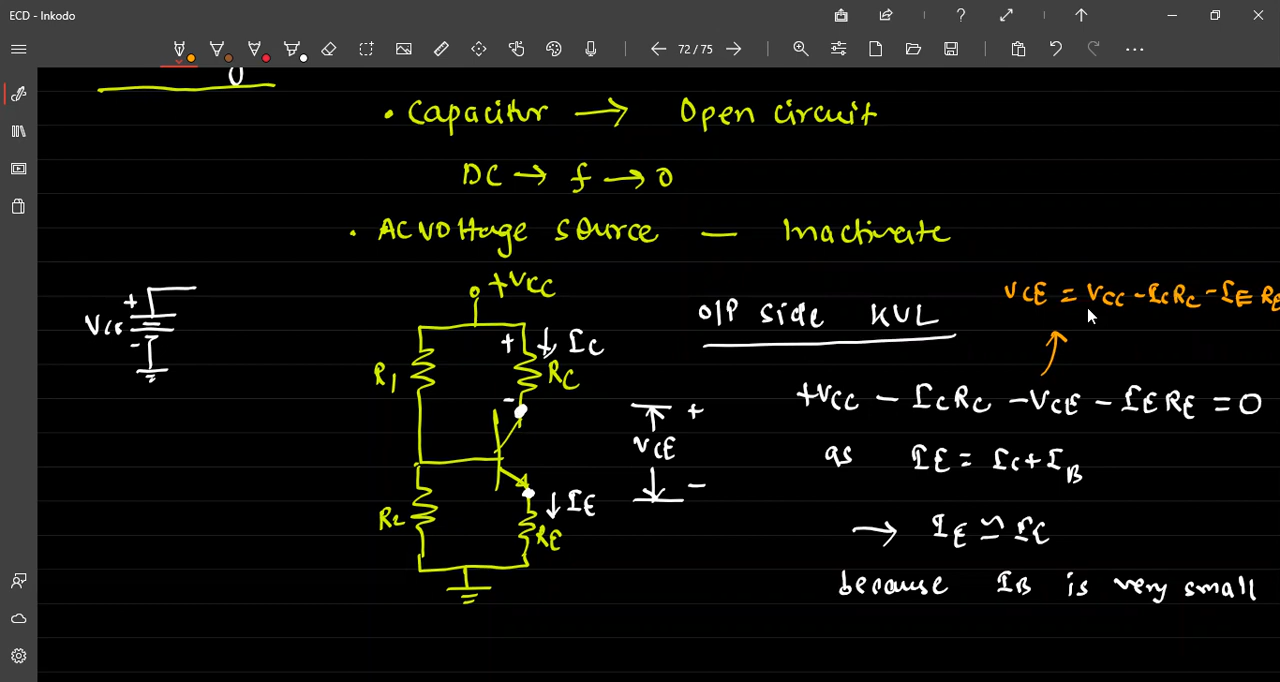 ECD - Inkodo
72 / 75
• Capacitor → Open circuit
DC → f → 0
• AC voltage source — Inactivate
+VCC
VCE = VCC - ICRC - IE RE
O/P side KVL
+
VCC
-
R1
+ ↓ IC
RC
-
+VCC - ICRC - VCE - IERE = 0
+
VCE
-
as IE = IC + IB
R2
↓ IE
RE
→ IE ≃ IC
because IB is very small